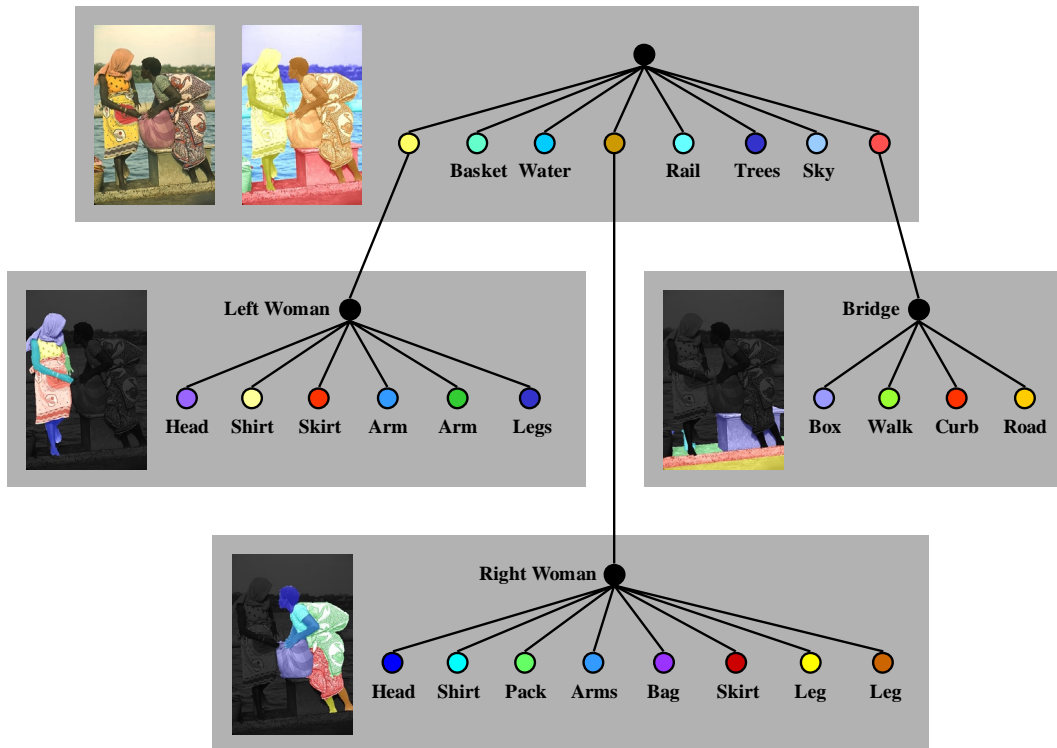 Basket Water Rail Trees Sky
Left Woman
Head Shirt Skirt Arm Arm Legs
Bridge
Box Walk Curb Road
Right Woman
Head Shirt Pack Arms Bag Skirt Leg Leg